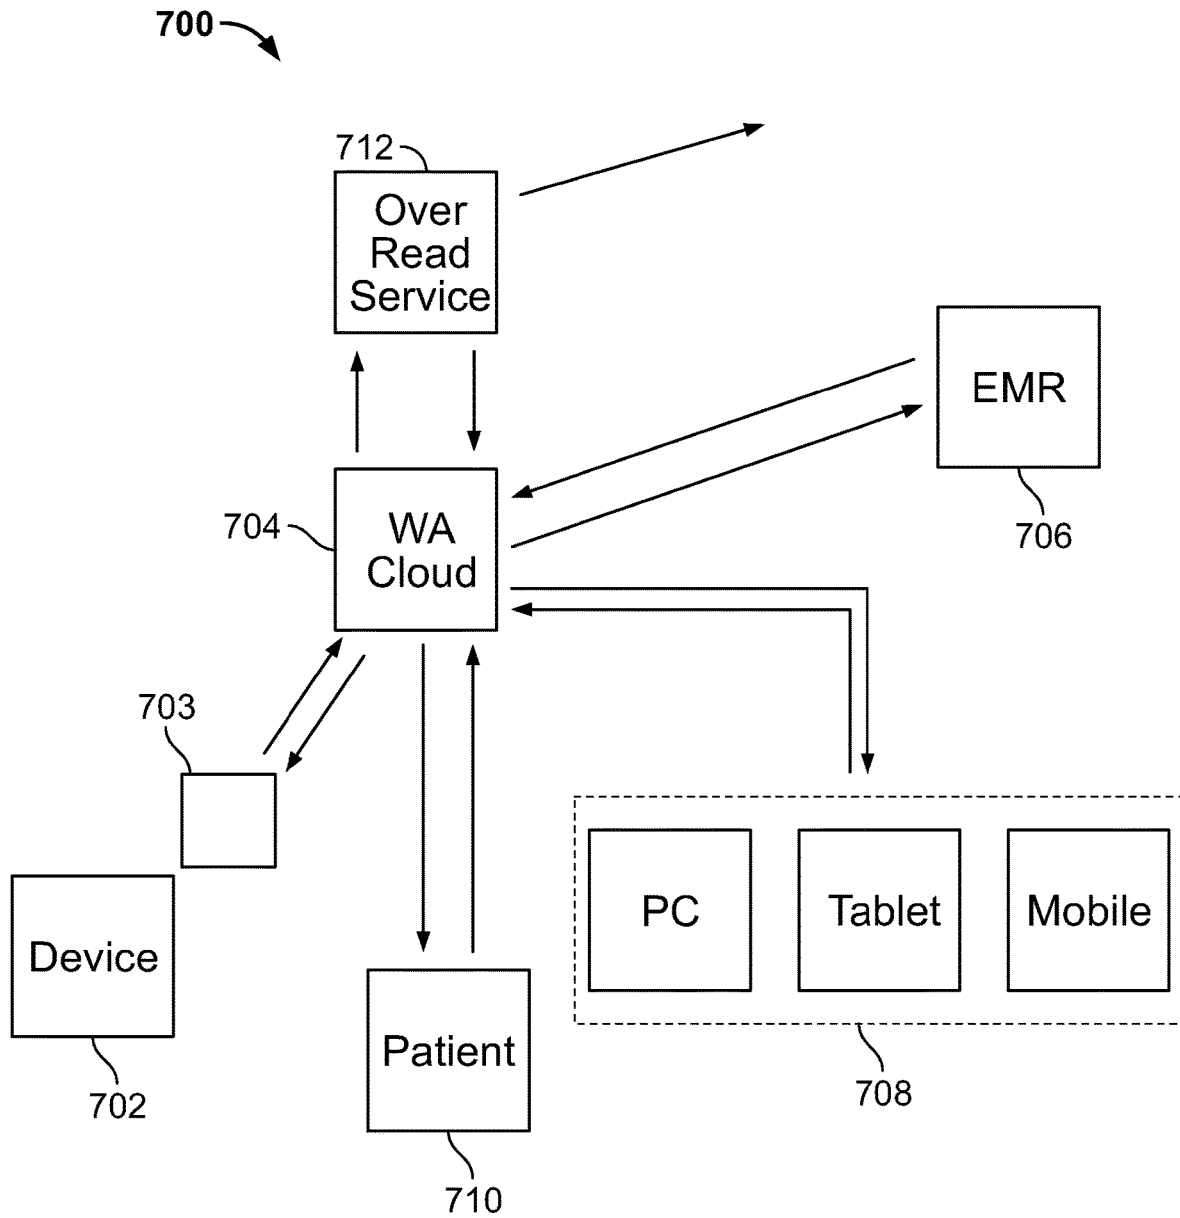 700
712
Over
Read
Service
EMR
706
704
WA
Cloud
703
PC
Tablet
Mobile
Device
Patient
708
702
710